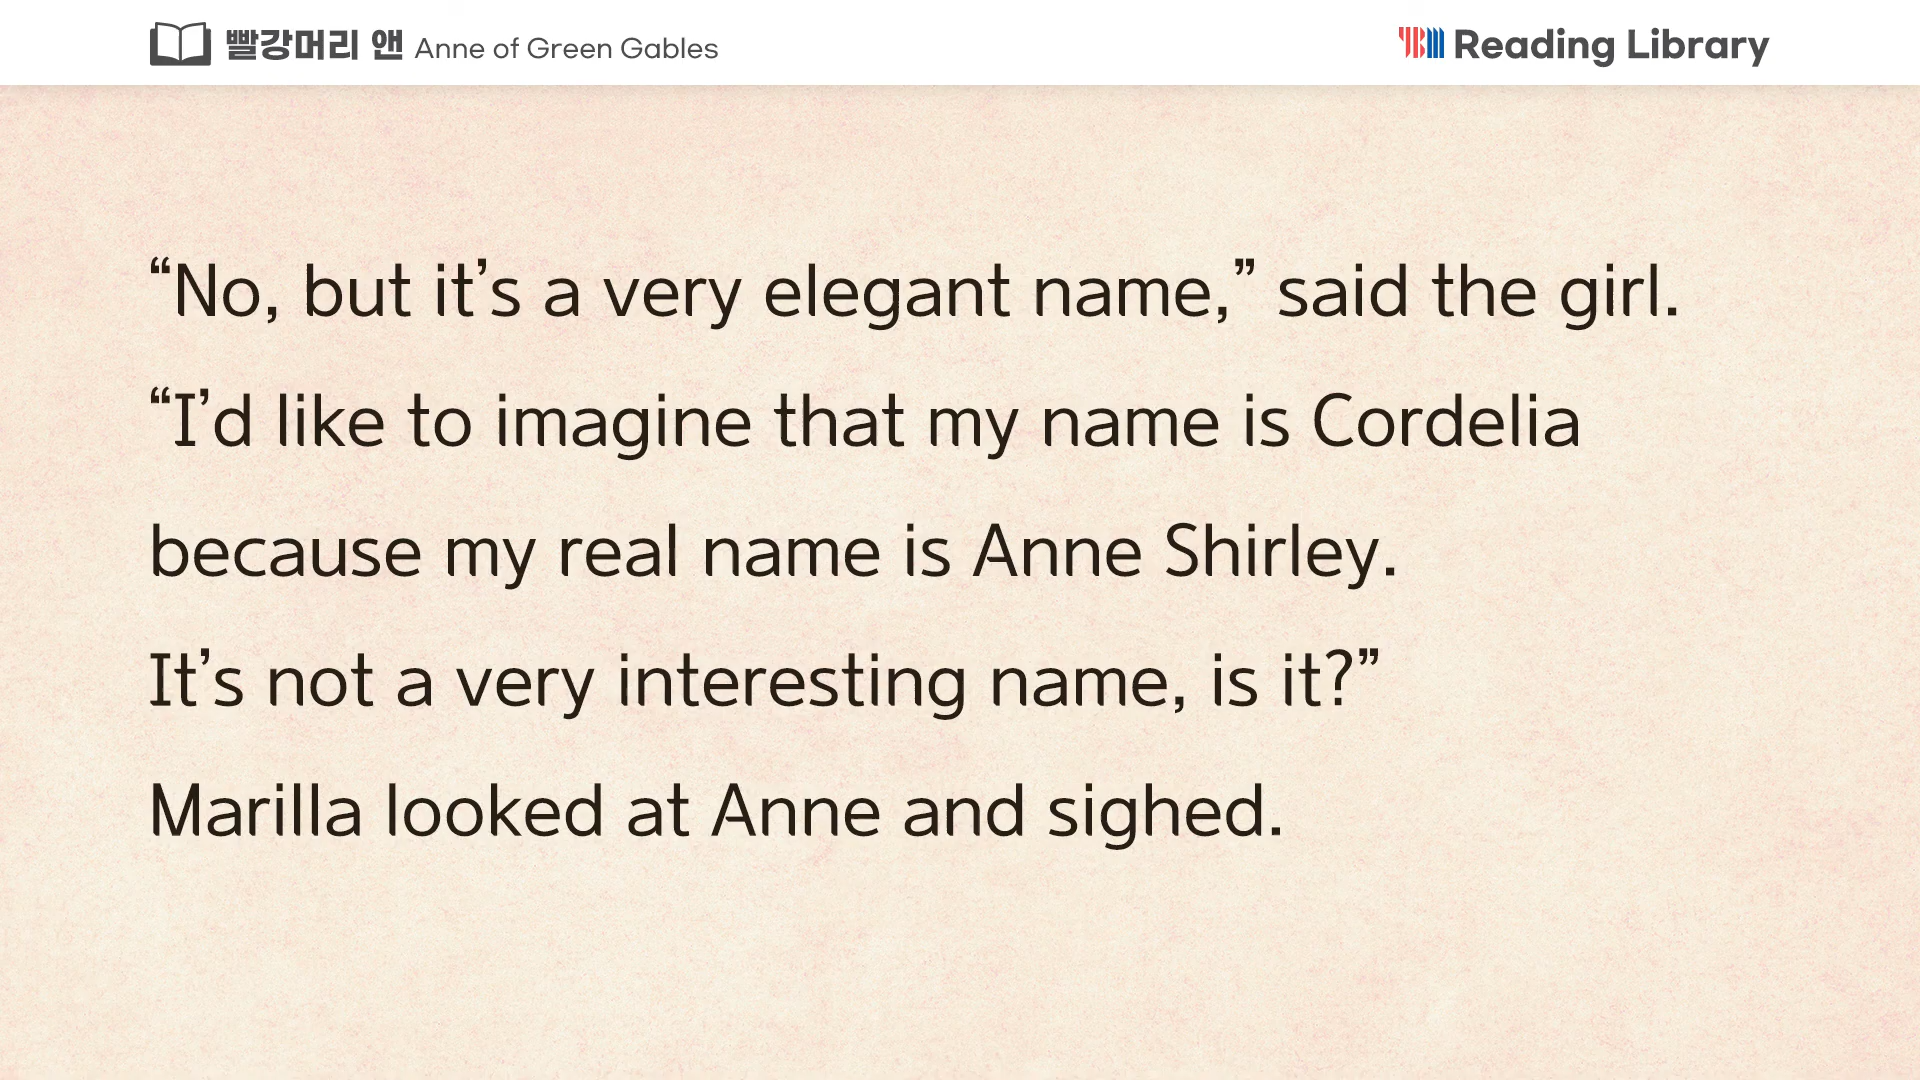 빨강머리 앤 Anne of Green Gables
YBM Reading Library
“No, but it’s a very elegant name,” said the girl.
“I’d like to imagine that my name is Cordelia
because my real name is Anne Shirley.
It’s not a very interesting name, is it?”
Marilla looked at Anne and sighed.